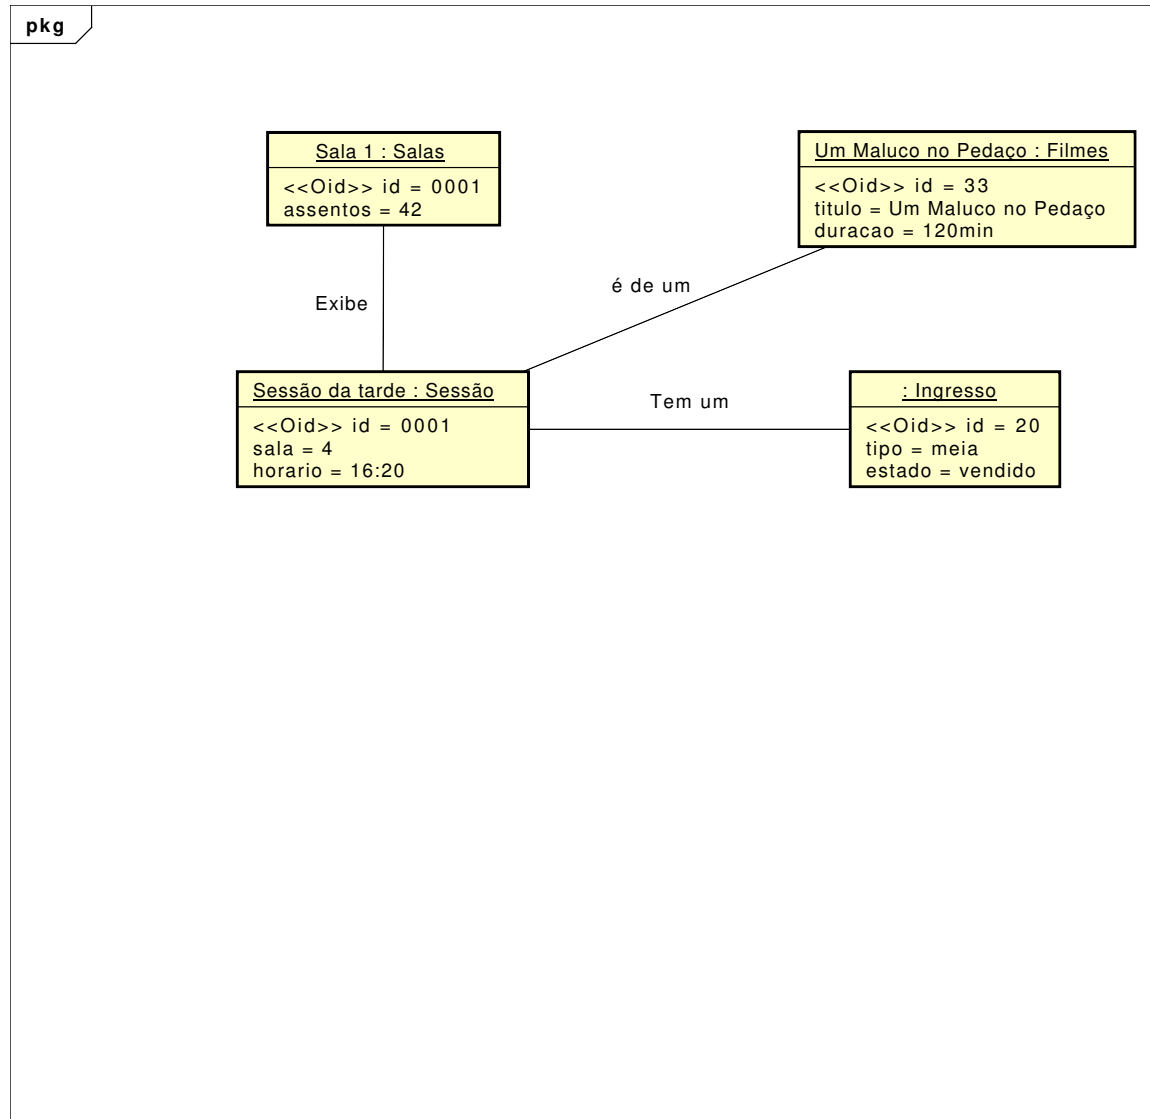 pkg
Sala 1 : Salas
<<Oid>> id = 0001
assentos = 42
Um Maluco no Pedaço : Filmes
<<Oid>> id = 33
titulo = Um Maluco no Pedaço
duracao = 120min
é de um
Exibe
Sessão da tarde : Sessão
<<Oid>> id = 0001
sala = 4
horario = 16:20
Tem um
: Ingresso
<<Oid>> id = 20
tipo = meia
estado = vendido